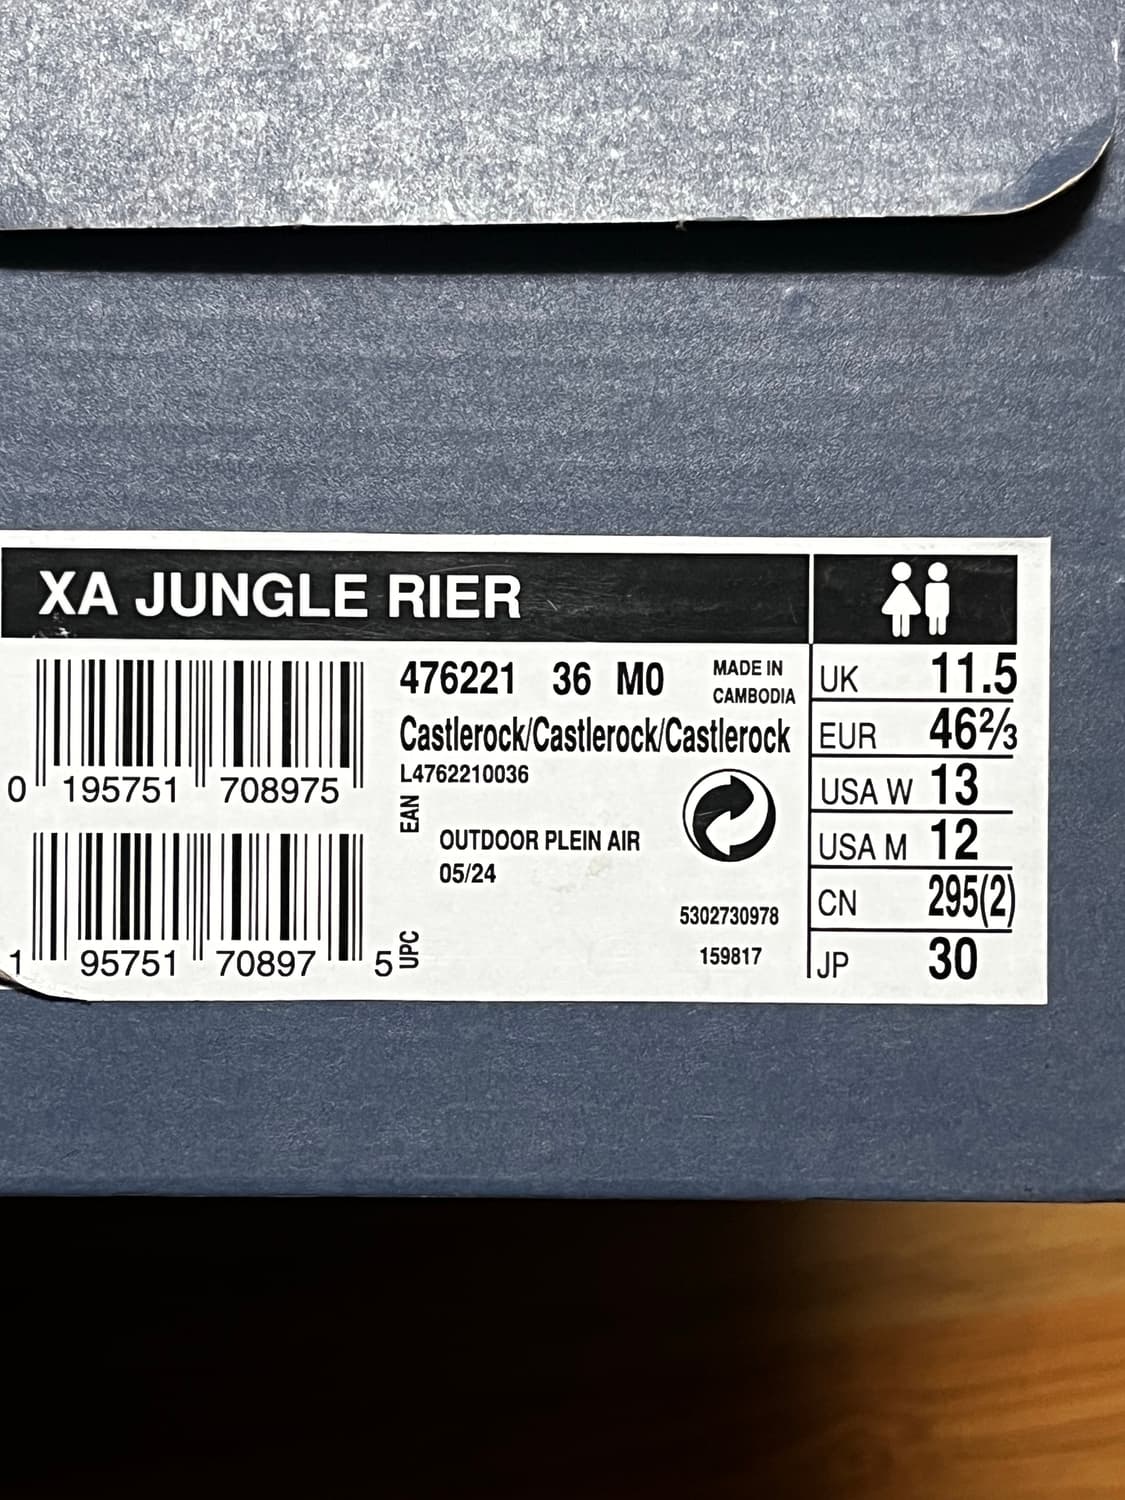 XA JUNGLE RIER
0 195751 708975
1 95751 70897 5
EAN
UPC
476221 36 M0
MADE IN
CAMBODIA
Castlerock/Castlerock/Castlerock
L4762210036
OUTDOOR PLEIN AIR
05/24
5302730978
159817
UK 11.5
EUR 46⅔
USA W 13
USA M 12
CN 295(2)
JP 30